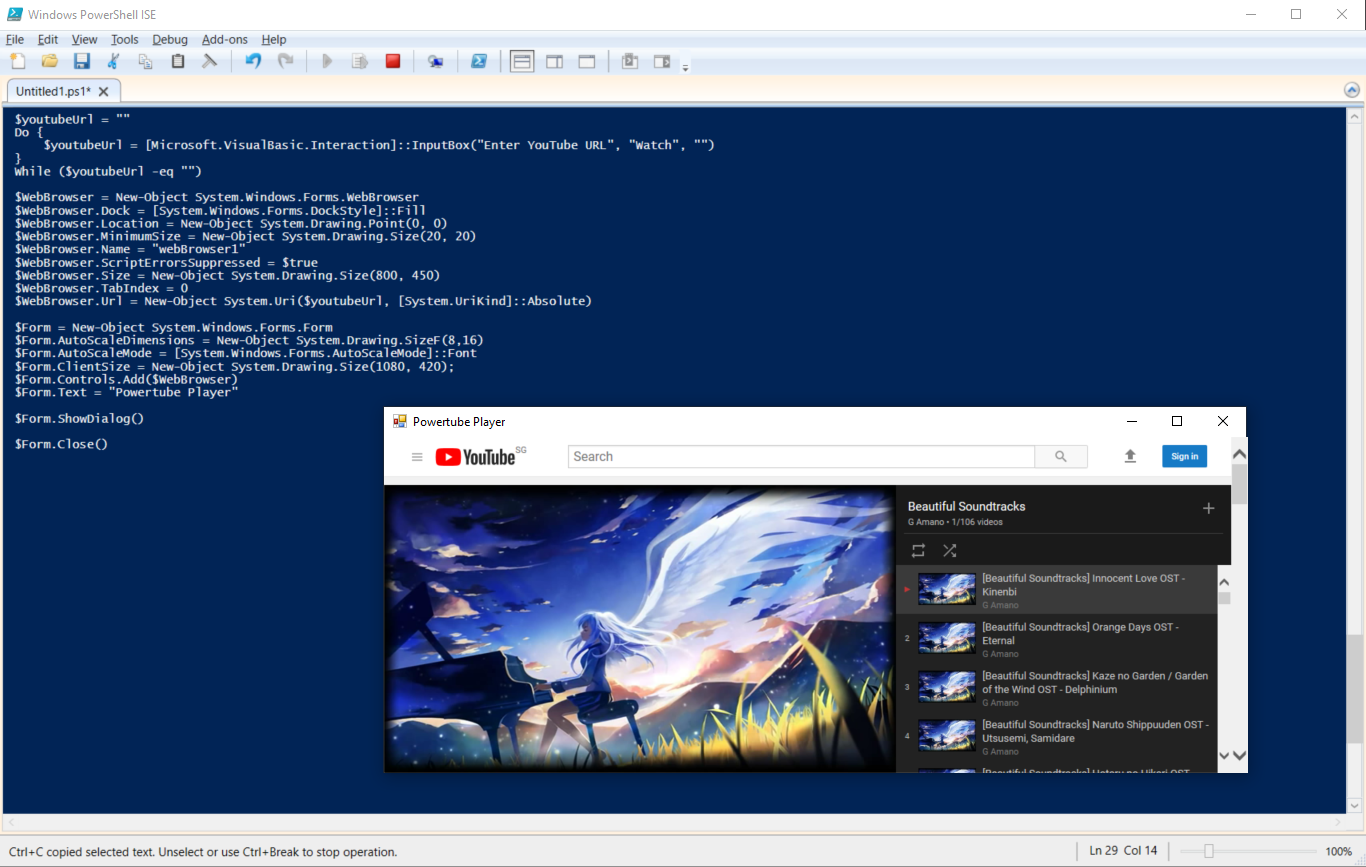 Windows PowerShell ISE
File Edit View Tools Debug Add-ons Help
Untitled1.ps1*
$youtubeUrl = ""
Do {
    $youtubeUrl = [Microsoft.VisualBasic.Interaction]::InputBox("Enter YouTube URL", "Watch", "")
}
While ($youtubeUrl -eq "")
$WebBrowser = New-Object System.Windows.Forms.WebBrowser
$WebBrowser.Dock = [System.Windows.Forms.DockStyle]::Fill
$WebBrowser.Location = New-Object System.Drawing.Point(0, 0)
$WebBrowser.MinimumSize = New-Object System.Drawing.Size(20, 20)
$WebBrowser.Name = "webBrowser1"
$WebBrowser.ScriptErrorsSuppressed = $true
$WebBrowser.Size = New-Object System.Drawing.Size(800, 450)
$WebBrowser.TabIndex = 0
$WebBrowser.Url = New-Object System.Uri($youtubeUrl, [System.UriKind]::Absolute)
$Form = New-Object System.Windows.Forms.Form
$Form.AutoScaleDimensions = New-Object System.Drawing.SizeF(8,16)
$Form.AutoScaleMode = [System.Windows.Forms.AutoScaleMode]::Font
$Form.ClientSize = New-Object System.Drawing.Size(1080, 420);
$Form.Controls.Add($WebBrowser)
$Form.Text = "Powertube Player"
$Form.ShowDialog()
$Form.Close()
Powertube Player
YouTube SG
Search
Sign in
Beautiful Soundtracks
G Amano • 1/106 videos
[Beautiful Soundtracks] Innocent Love OST -
Kinenbi
G Amano
2
[Beautiful Soundtracks] Orange Days OST -
Eternal
G Amano
3
[Beautiful Soundtracks] Kaze no Garden / Garden
of the Wind OST - Delphinium
G Amano
4
[Beautiful Soundtracks] Naruto Shippuuden OST -
Utsusemi, Samidare
G Amano
[Beautiful Soundtracks] Hotaru no Hikari OST
Ctrl+C copied selected text. Unselect or use Ctrl+Break to stop operation.
Ln 29 Col 14
100%